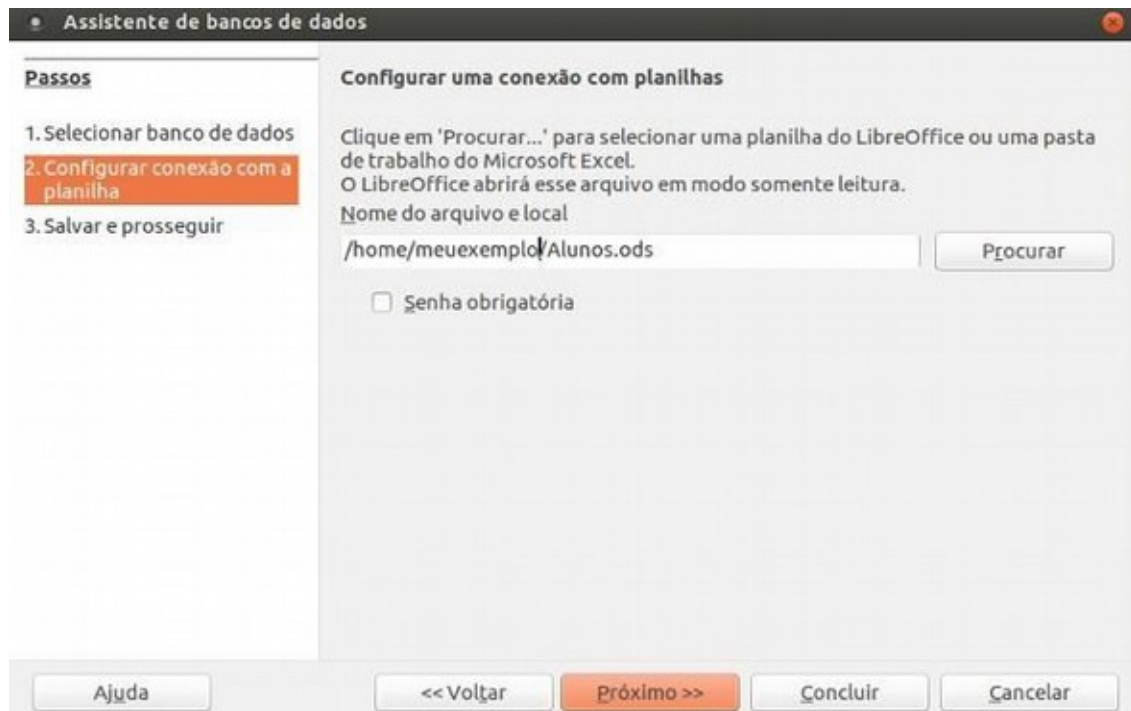 Assistente de bancos de dados
Passos
1. Selecionar banco de dados
2. Configurar conexão com a
planilha
3. Salvar e prosseguir
Configurar uma conexão com planilhas
Clique em 'Procurar...' para selecionar uma planilha do LibreOffice ou uma pasta
de trabalho do Microsoft Excel.
O LibreOffice abrirá esse arquivo em modo somente leitura.
Nome do arquivo e local
/home/meuexemplo/Alunos.ods
Procurar
Senha obrigatória
Ajuda
<< Voltar
Próximo >>
Concluir
Cancelar